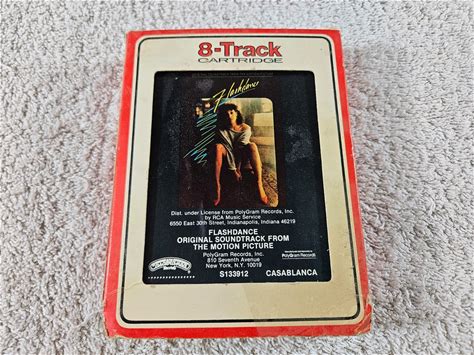 8-Track
CARTRIDGE
Flashdance
Dist. under License from PolyGram Records, Inc.
by RCA Music Service
6550 East 30th Street, Indianapolis, Indiana 46219
FLASHDANCE
ORIGINAL SOUNDTRACK FROM
THE MOTION PICTURE
PolyGram Records, Inc.
810 Seventh Avenue
New York, N.Y. 10019
PolyGram Records
S133912
CASABLANCA